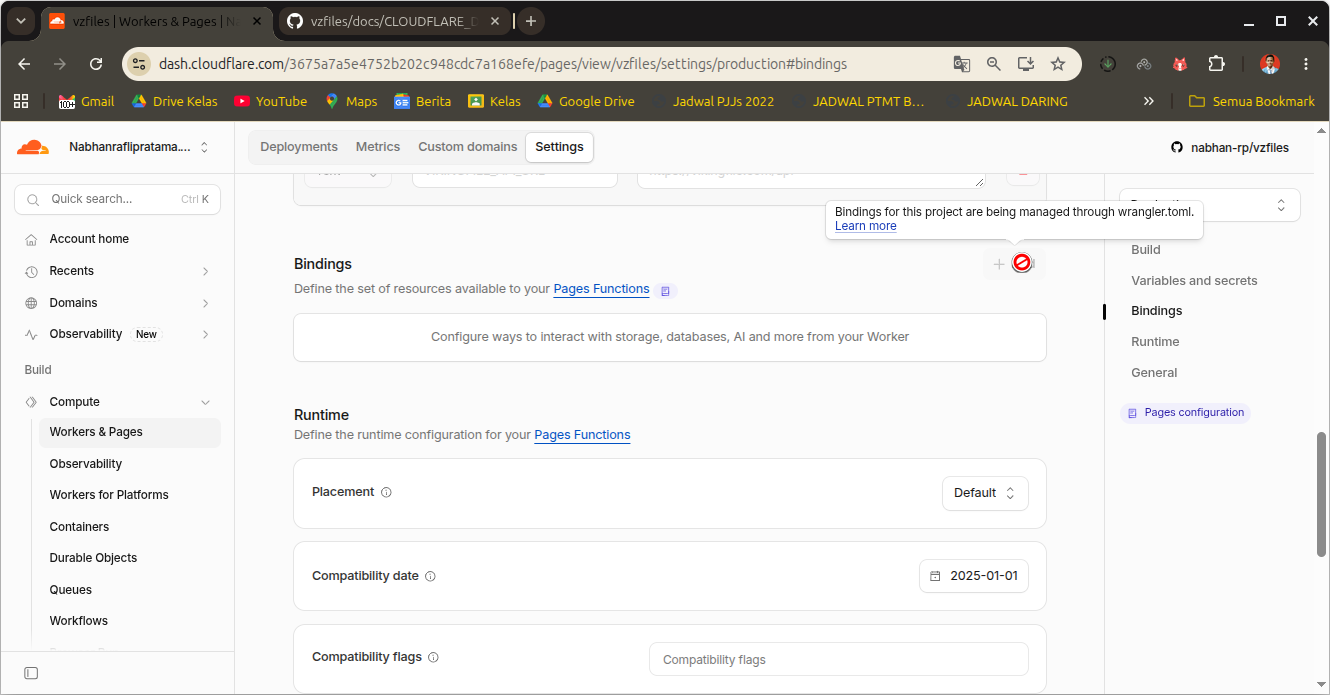 vzfiles | Workers & Pages | N
vzfiles/docs/CLOUDFLARE_D
dash.cloudflare.com/3675a7a5e4752b202c948cdc7a168efe/pages/view/vzfiles/settings/production#bindings
100+
Gmail
Drive Kelas
YouTube
Maps
Berita
Kelas
Google Drive
Jadwal PJJs 2022
JADWAL PTMT B...
JADWAL DARING
Semua Bookmark
Nabhanraflipratama....
Deployments
Metrics
Custom domains
Settings
nabhan-rp/vzfiles
Quick search...
Ctrl K
Account home
Recents
Domains
Observability
New
Build
Compute
Workers & Pages
Observability
Workers for Platforms
Containers
Durable Objects
Queues
Workflows
Bindings for this project are being managed through wrangler.toml.
Learn more
Bindings
Define the set of resources available to your Pages Functions
Configure ways to interact with storage, databases, AI and more from your Worker
Runtime
Define the runtime configuration for your Pages Functions
Placement
Default
Compatibility date
2025-01-01
Compatibility flags
Compatibility flags
Build
Variables and secrets
Bindings
Runtime
General
Pages configuration